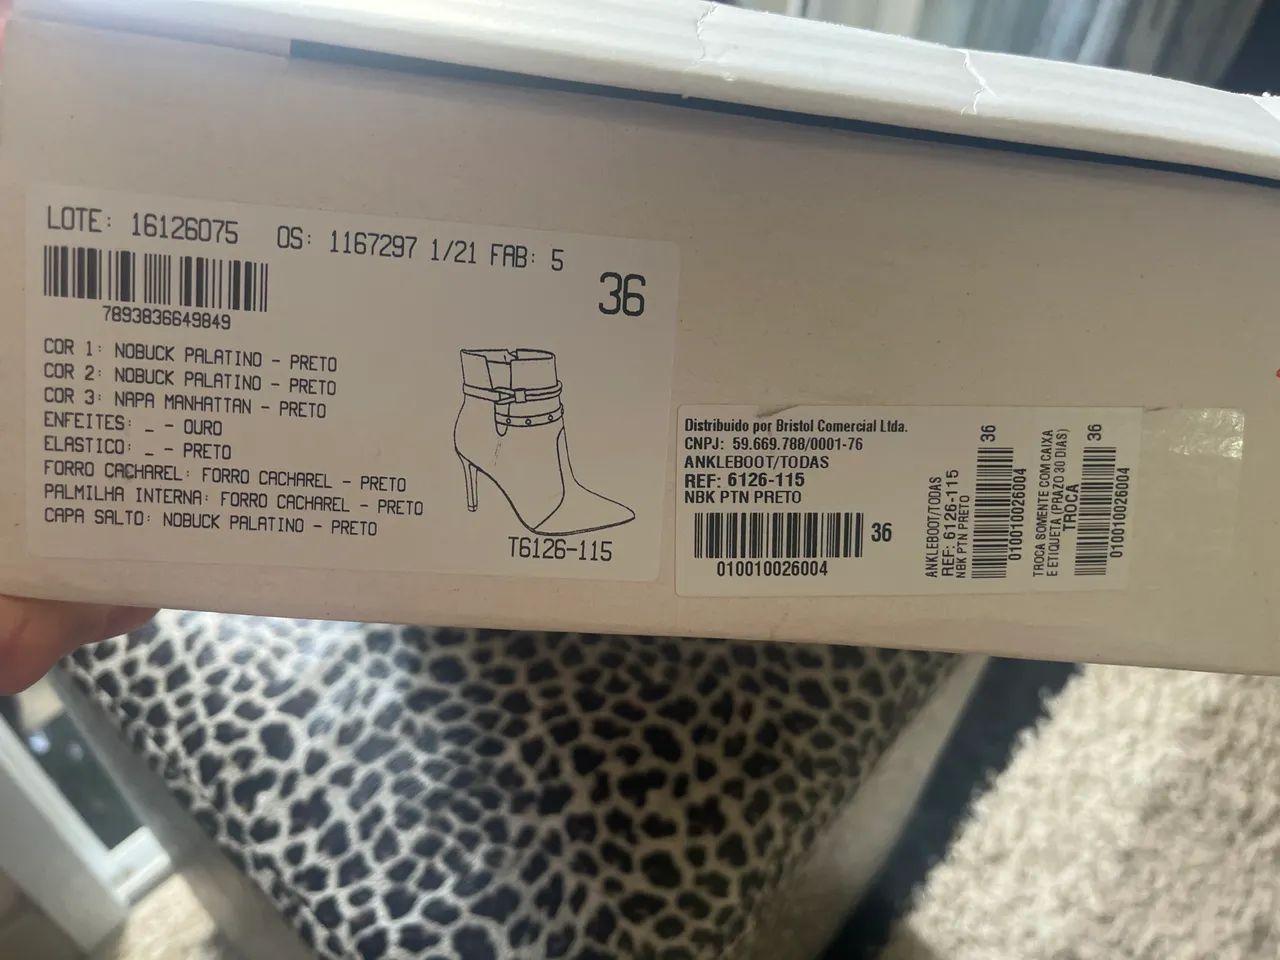 LOTE: 16126075 OS: 1167297 1/21 FAB: 5
36
7893836649849
COR 1: NOBUCK PALATINO - PRETO
COR 2: NOBUCK PALATINO - PRETO
COR 3: NAPA MANHATTAN - PRETO
ENFEITES: _ - OURO
ELASTICO: _ - PRETO
FORRO CACHAREL: FORRO CACHAREL - PRETO
PALMILHA INTERNA: FORRO CACHAREL - PRETO
CAPA SALTO: NOBUCK PALATINO - PRETO
T6126-115
Distribuido por Bristol Comercial Ltda.
CNPJ: 59.669.788/0001-76
ANKLEBOOT/TODAS
REF: 6126-115
NBK PTN PRETO
36
010010026004
ANKLEBOOT/TODAS
REF: 6126-115
NBK PTN PRETO
36
010010026004
TROCA SOMENTE COM CAIXA
E ETIQUETA (PRAZO 30 DIAS)
TROCA
36
010010026004